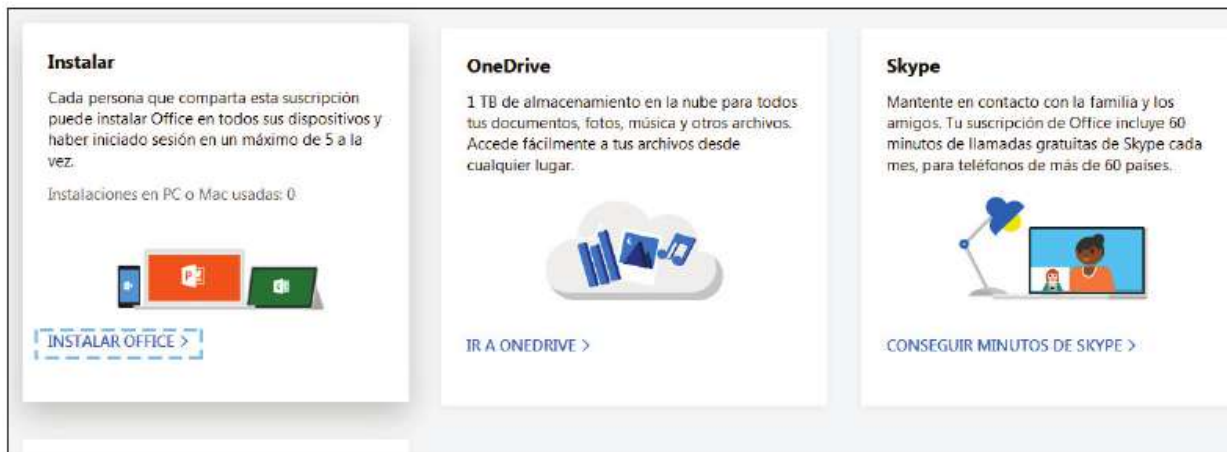 Instalar
Cada persona que comparta esta suscripción
puede instalar Office en todos sus dispositivos y
haber iniciado sesión en un máximo de 5 a la
vez.
Instalaciones en PC o Mac usadas: 0
INSTALAR OFFICE >
OneDrive
1 TB de almacenamiento en la nube para todos
tus documentos, fotos, música y otros archivos.
Accede fácilmente a tus archivos desde
cualquier lugar.
IR A ONEDRIVE >
Skype
Mantente en contacto con la familia y los
amigos. Tu suscripción de Office incluye 60
minutos de llamadas gratuitas de Skype cada
mes, para teléfonos de más de 60 países.
CONSEGUIR MINUTOS DE SKYPE >